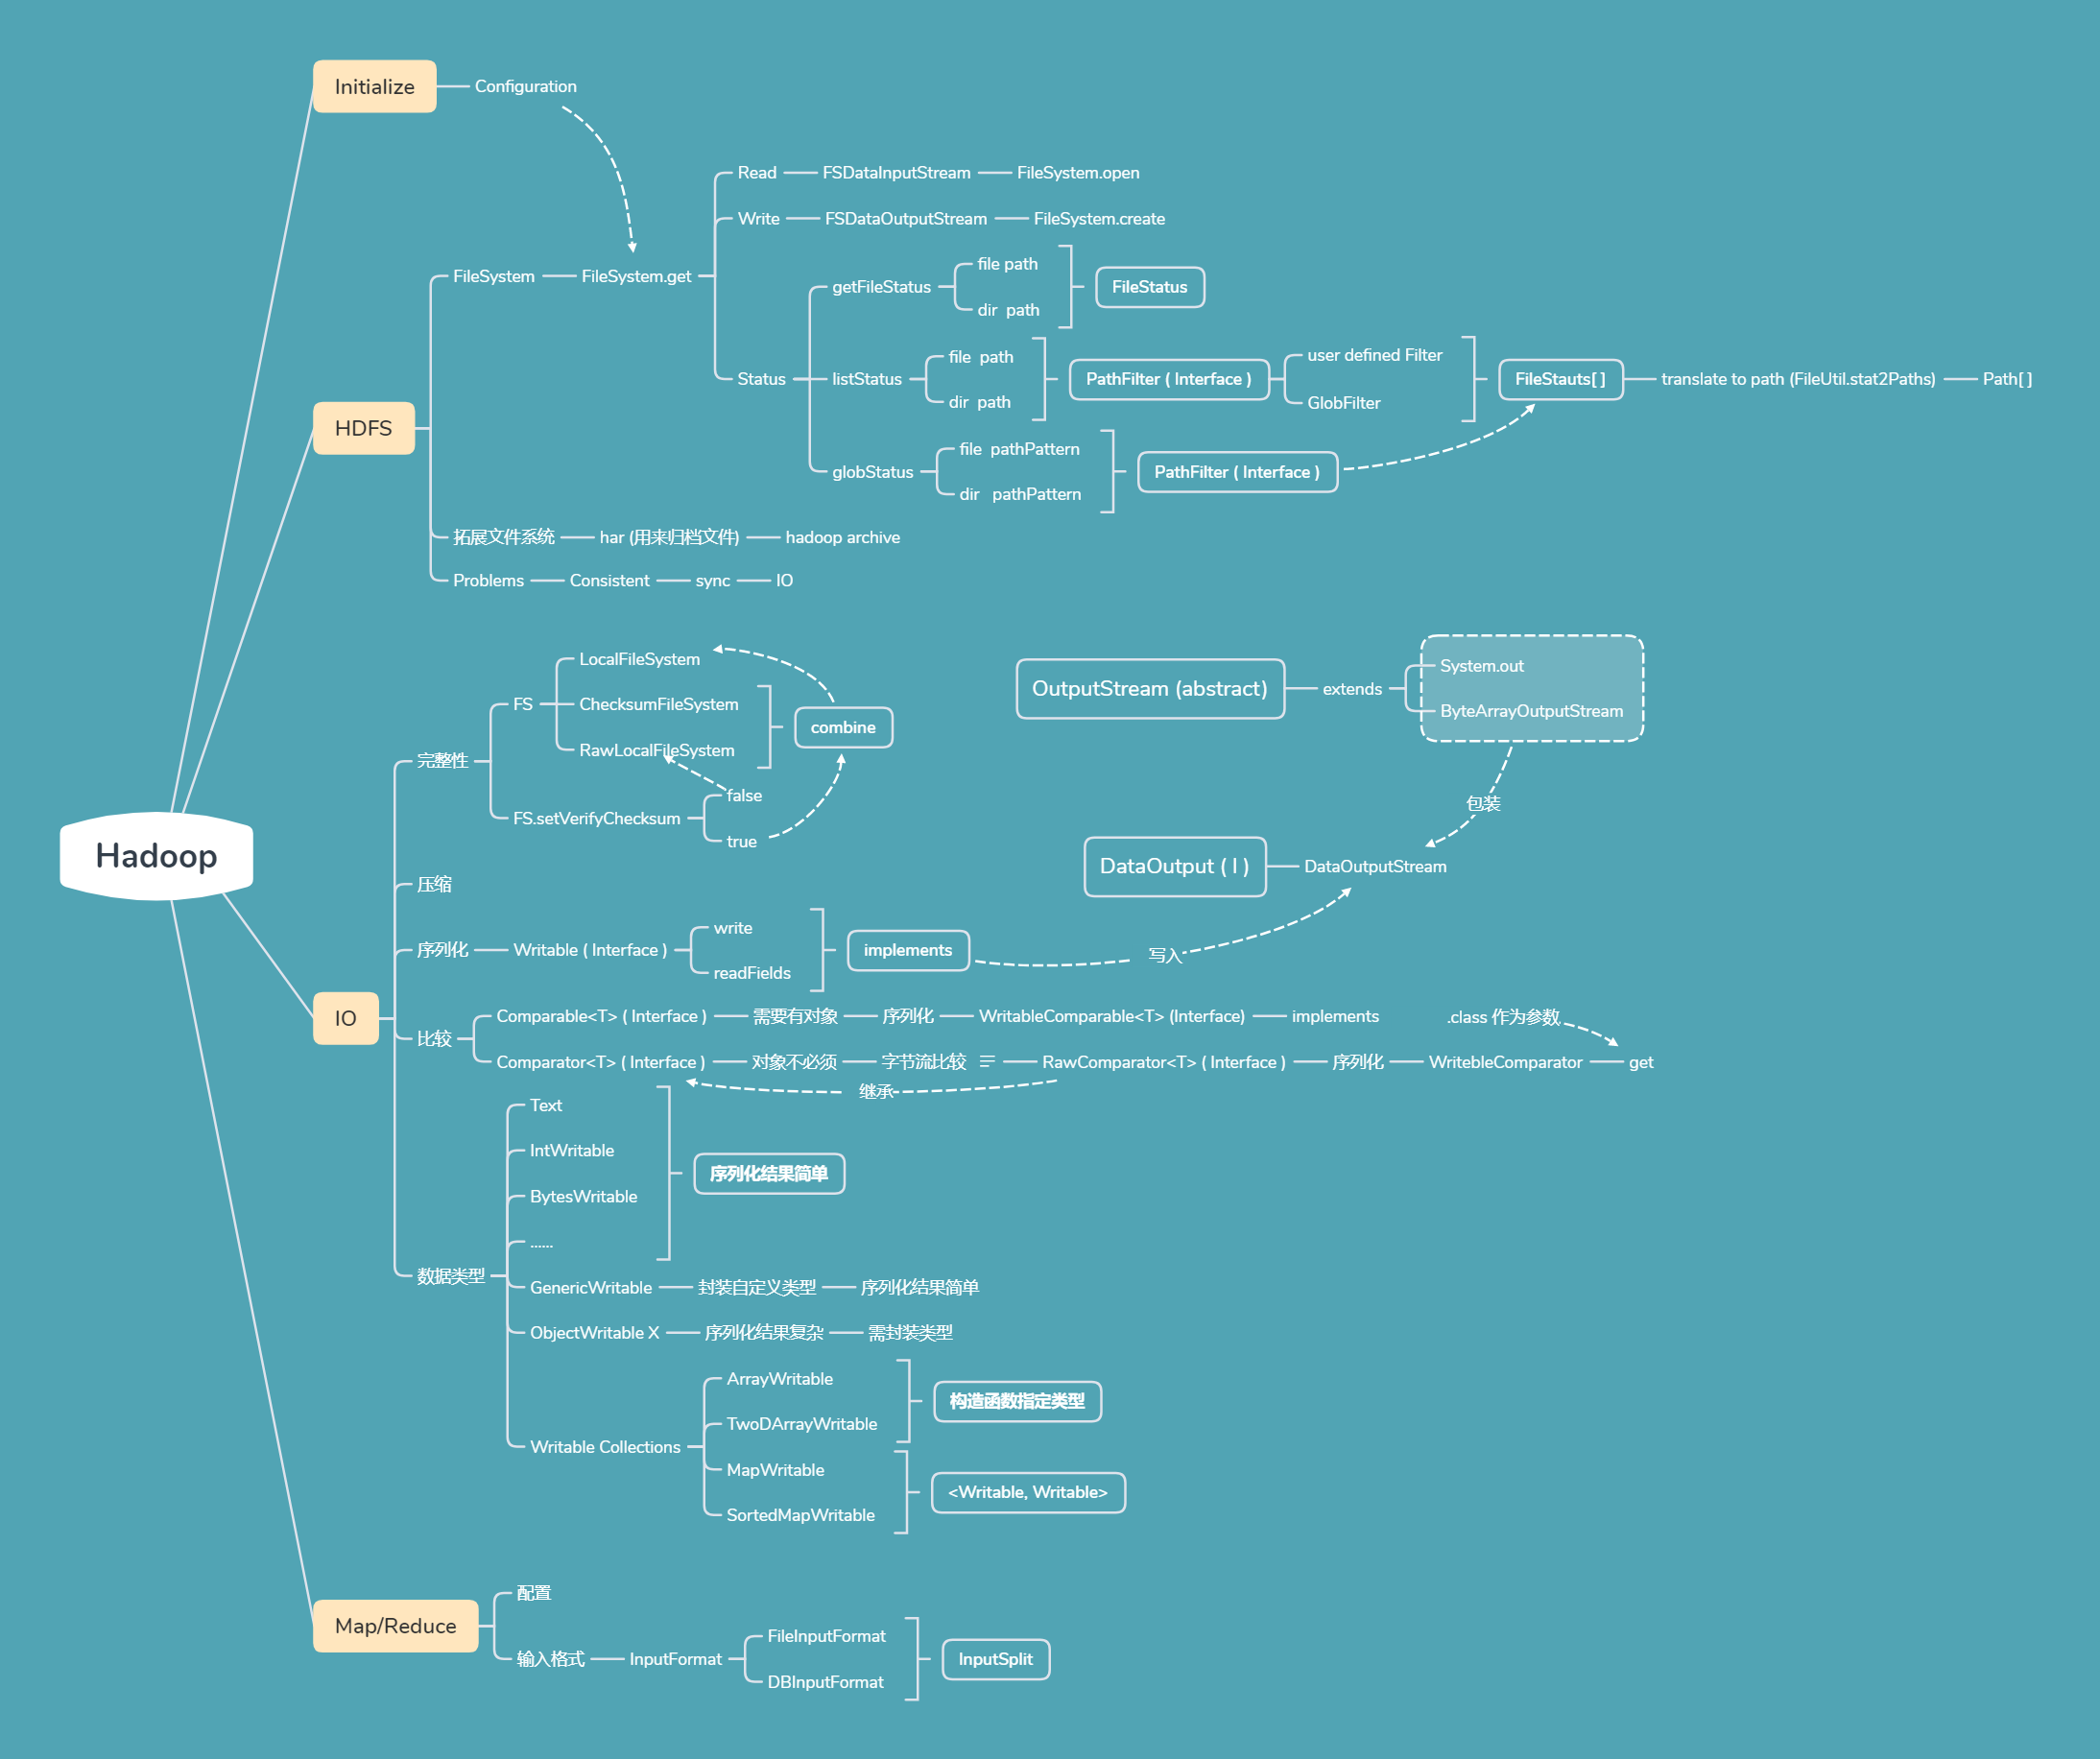 Hadoop
Initialize
Configuration
HDFS
FileSystem
FileSystem.get
Read
FSDataInputStream
FileSystem.open
Write
FSDataOutputStream
FileSystem.create
Status
getFileStatus
file path
dir path
FileStatus
listStatus
file path
dir path
PathFilter ( Interface )
user defined Filter
GlobFilter
FileStauts[ ]
translate to path (FileUtil.stat2Paths)
Path[ ]
globStatus
file pathPattern
dir pathPattern
PathFilter ( Interface )
拓展文件系统
har (用来归档文件)
hadoop archive
Problems
Consistent
sync
IO
IO
完整性
FS
LocalFileSystem
ChecksumFileSystem
RawLocalFileSystem
combine
FS.setVerifyChecksum
false
true
OutputStream (abstract)
extends
System.out
ByteArrayOutputStream
包装
DataOutput ( I )
DataOutputStream
压缩
序列化
Writable ( Interface )
write
readFields
implements
写入
比较
Comparable<T> ( Interface )
需要有对象
序列化
WritableComparable<T> (Interface)
implements
.class 作为参数
Comparator<T> ( Interface )
对象不必须
字节流比较
RawComparator<T> ( Interface )
序列化
WritebleComparator
get
继承
数据类型
Text
IntWritable
BytesWritable
......
序列化结果简单
GenericWritable
封装自定义类型
序列化结果简单
ObjectWritable X
序列化结果复杂
需封装类型
Writable Collections
ArrayWritable
TwoDArrayWritable
构造函数指定类型
MapWritable
SortedMapWritable
<Writable, Writable>
Map/Reduce
配置
输入格式
InputFormat
FileInputFormat
DBInputFormat
InputSplit